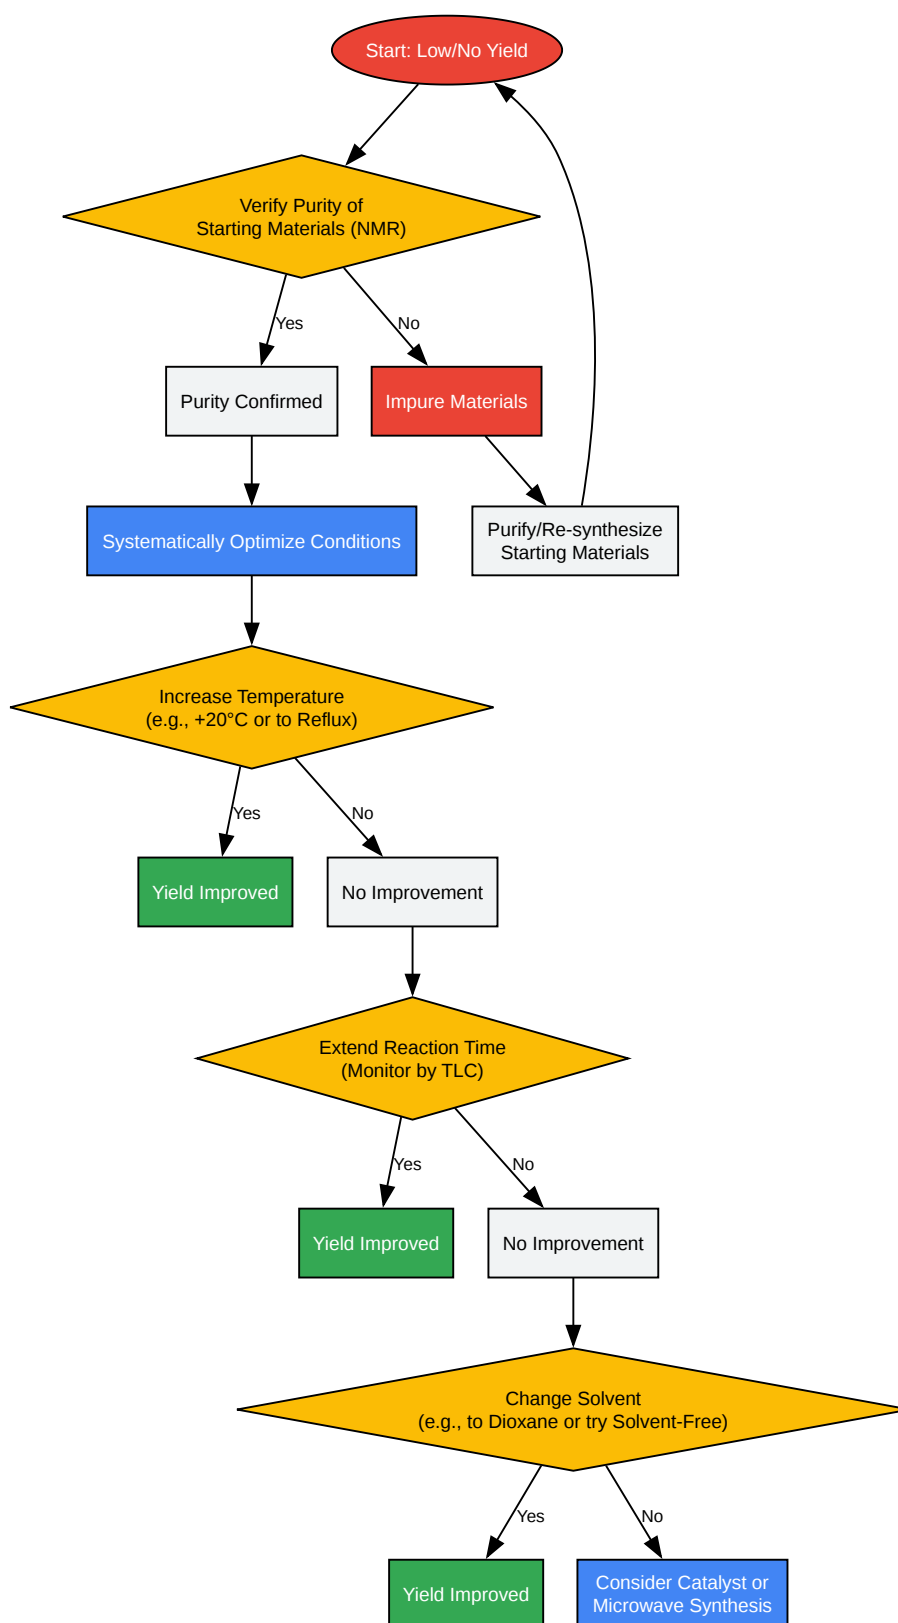 Start: Low/No Yield
Verify Purity of
Starting Materials (NMR)
Yes
No
Purity Confirmed
Impure Materials
Systematically Optimize Conditions
Purify/Re-synthesize
Starting Materials
Increase Temperature
(e.g., +20°C or to Reflux)
Yes
No
Yield Improved
No Improvement
Extend Reaction Time
(Monitor by TLC)
Yes
No
Yield Improved
No Improvement
Change Solvent
(e.g., to Dioxane or try Solvent-Free)
Yes
No
Yield Improved
Consider Catalyst or
Microwave Synthesis